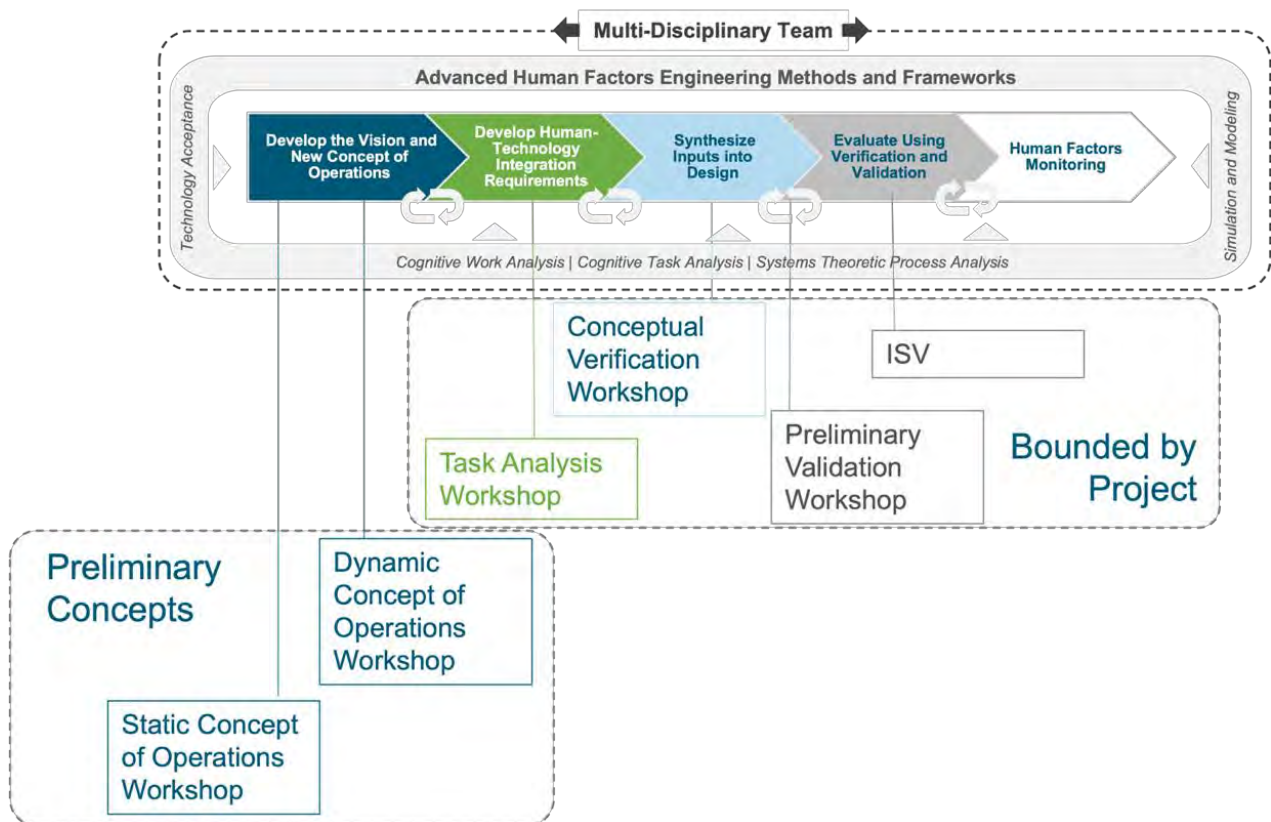 Multi-Disciplinary Team
Advanced Human Factors Engineering Methods and Frameworks
Technology Acceptance
Develop the Vision and
New Concept of
Operations
Develop Human-
Technology
Integration
Requirements
Synthesize
Inputs into
Design
Evaluate Using
Verification and
Validation
Human Factors
Monitoring
Simulation and Modeling
Cognitive Work Analysis | Cognitive Task Analysis | Systems Theoretic Process Analysis
Conceptual
Verification
Workshop
ISV
Task Analysis
Workshop
Preliminary
Validation
Workshop
Bounded by
Project
Preliminary
Concepts
Dynamic
Concept of
Operations
Workshop
Static Concept
of Operations
Workshop